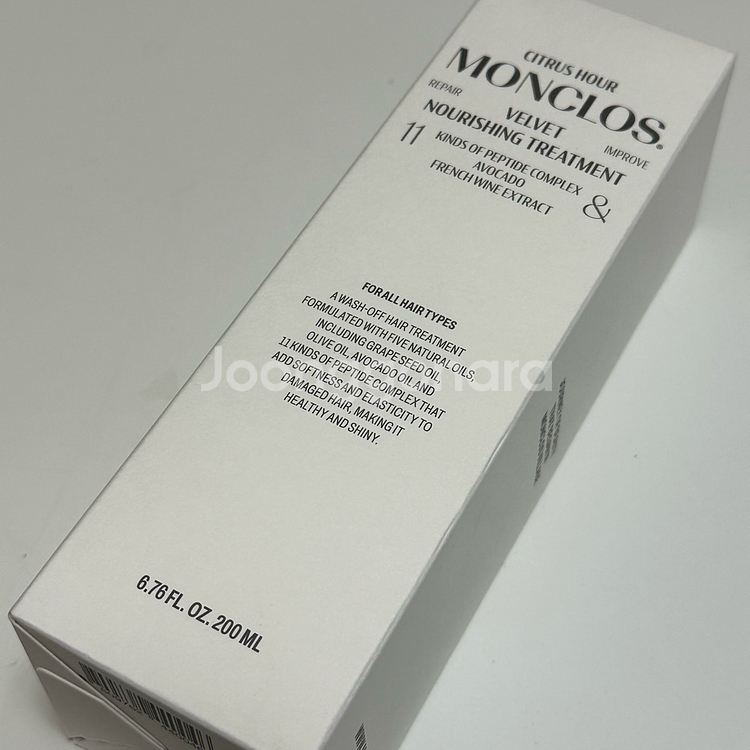 CITRUS HOUR
MONCLOS®
REPAIR
VELVET
IMPROVE
NOURISHING TREATMENT
11
KINDS OF PEPTIDE COMPLEX
AVOCADO
&
FRENCH WINE EXTRACT
FOR ALL HAIR TYPES
A WASH-OFF HAIR TREATMENT
FORMULATED WITH FIVE NATURAL OILS,
INCLUDING GRAPE SEED OIL,
OLIVE OIL, AVOCADO OIL AND
11 KINDS OF PEPTIDE COMPLEX THAT
ADD SOFTNESS AND ELASTICITY TO
DAMAGED HAIR, MAKING IT
HEALTHY AND SHINY.
6.76 FL. OZ. 200 ML